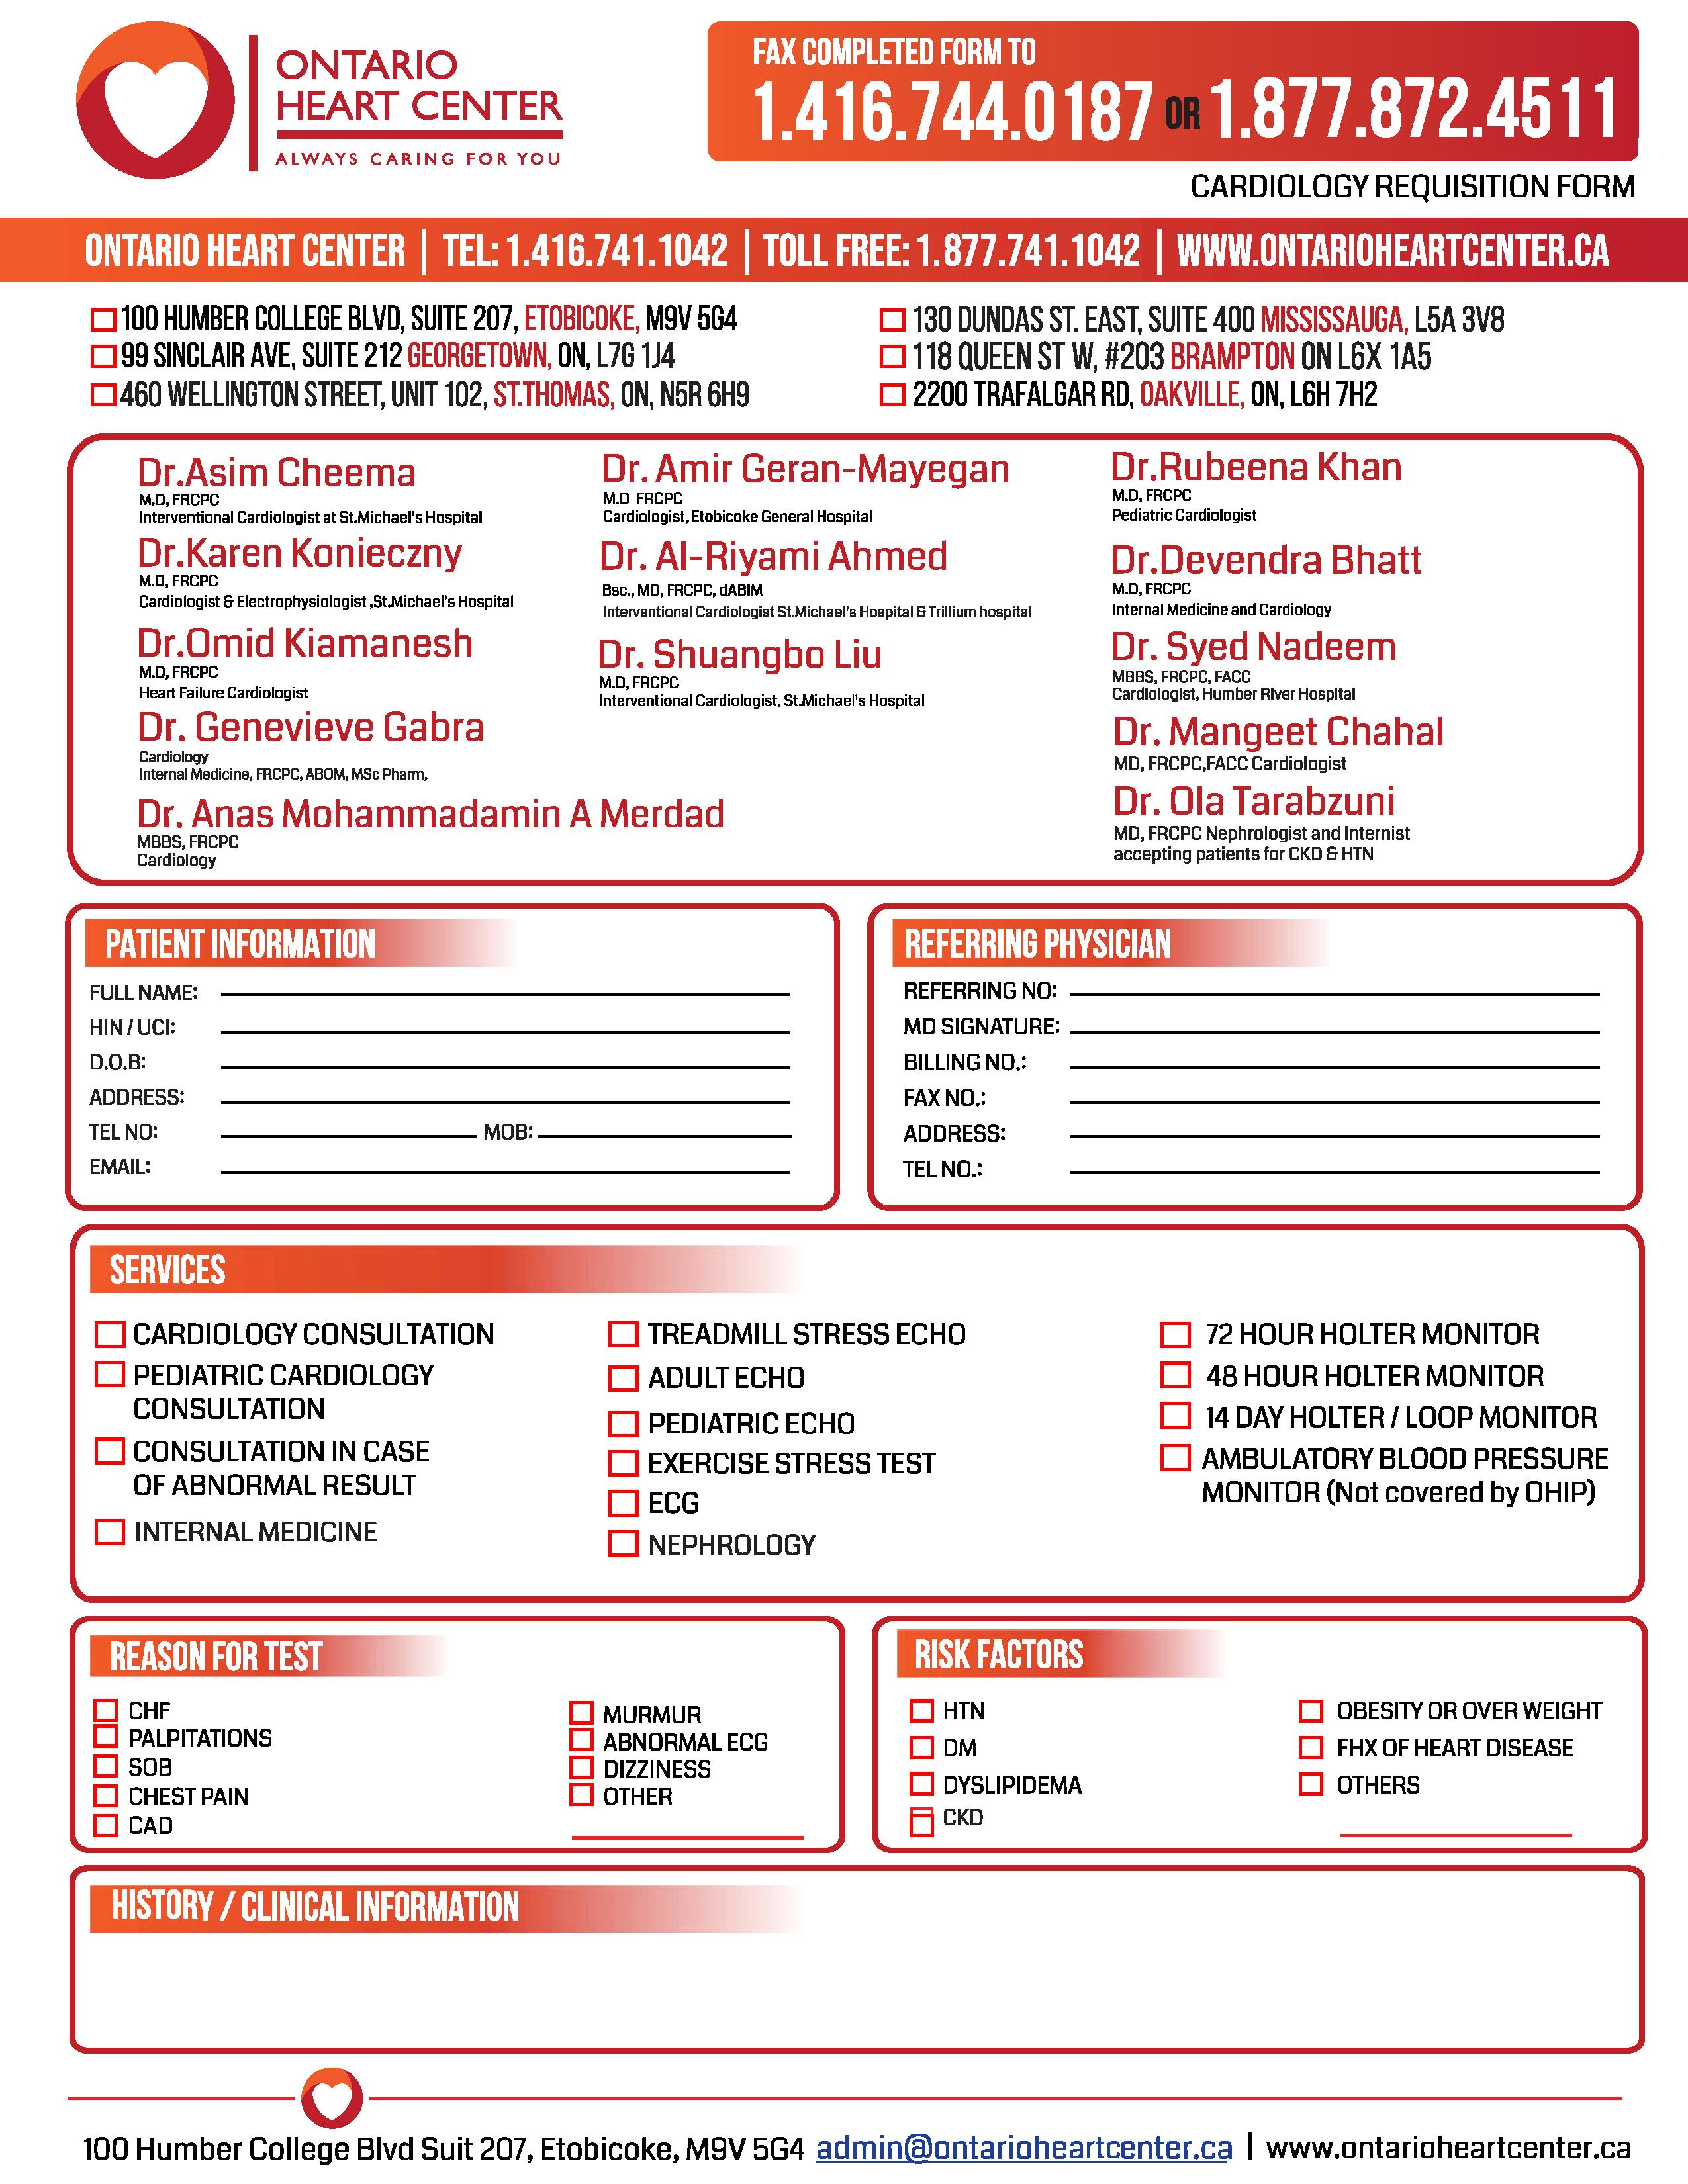 ONTARIO
HEART CENTER
ALWAYS CARING FOR YOU
FAX COMPLETED FORM TO
1.416.744.0187 OR 1.877.872.4511
CARDIOLOGY REQUISITION FORM
ONTARIO HEART CENTER | TEL: 1.416.741.1042 | TOLL FREE: 1.877.741.1042 | WWW.ONTARIOHEARTCENTER.CA
100 HUMBER COLLEGE BLVD, SUITE 207, ETOBICOKE, M9V 5G4
99 SINCLAIR AVE, SUITE 212 GEORGETOWN, ON, L7G 1J4
460 WELLINGTON STREET, UNIT 102, ST.THOMAS, ON, N5R 6H9
130 DUNDAS ST. EAST, SUITE 400 MISSISSAUGA, L5A 3V8
118 QUEEN ST W, #203 BRAMPTON ON L6X 1A5
2200 TRAFALGAR RD, OAKVILLE, ON, L6H 7H2
Dr.Asim Cheema
M.D, FRCPC
Interventional Cardiologist at St.Michael's Hospital
Dr.Karen Konieczny
M.D, FRCPC
Cardiologist & Electrophysiologist ,St.Michael's Hospital
Dr.Omid Kiamanesh
M.D, FRCPC
Heart Failure Cardiologist
Dr. Genevieve Gabra
Cardiology
Internal Medicine, FRCPC, ABOM, MSc Pharm,
Dr. Anas Mohammadamin A Merdad
MBBS, FRCPC
Cardiology
Dr. Amir Geran-Mayegan
M.D FRCPC
Cardiologist, Etobicoke General Hospital
Dr. Al-Riyami Ahmed
Bsc., MD, FRCPC, dABIM
Interventional Cardiologist St.Michael's Hospital & Trillium hospital
Dr. Shuangbo Liu
M.D, FRCPC
Interventional Cardiologist, St.Michael's Hospital
Dr.Rubeena Khan
M.D, FRCPC
Pediatric Cardiologist
Dr.Devendra Bhatt
M.D, FRCPC
Internal Medicine and Cardiology
Dr. Syed Nadeem
MBBS, FRCPC, FACC
Cardiologist, Humber River Hospital
Dr. Mangeet Chahal
MD, FRCPC,FACC Cardiologist
Dr. Ola Tarabzuni
MD, FRCPC Nephrologist and Internist
accepting patients for CKD & HTN
PATIENT INFORMATION
FULL NAME:
HIN / UCI:
D.O.B:
ADDRESS:
TEL NO: MOB:
EMAIL:
REFERRING PHYSICIAN
REFERRING NO:
MD SIGNATURE:
BILLING NO.:
FAX NO.:
ADDRESS:
TEL NO.:
SERVICES
CARDIOLOGY CONSULTATION
PEDIATRIC CARDIOLOGY
CONSULTATION
CONSULTATION IN CASE
OF ABNORMAL RESULT
INTERNAL MEDICINE
TREADMILL STRESS ECHO
ADULT ECHO
PEDIATRIC ECHO
EXERCISE STRESS TEST
ECG
NEPHROLOGY
72 HOUR HOLTER MONITOR
48 HOUR HOLTER MONITOR
14 DAY HOLTER / LOOP MONITOR
AMBULATORY BLOOD PRESSURE
MONITOR (Not covered by OHIP)
REASON FOR TEST
CHF
PALPITATIONS
SOB
CHEST PAIN
CAD
MURMUR
ABNORMAL ECG
DIZZINESS
OTHER
RISK FACTORS
HTN
DM
DYSLIPIDEMA
CKD
OBESITY OR OVER WEIGHT
FHX OF HEART DISEASE
OTHERS
HISTORY / CLINICAL INFORMATION
100 Humber College Blvd Suit 207, Etobicoke, M9V 5G4 admin@ontarioheartcenter.ca | www.ontarioheartcenter.ca